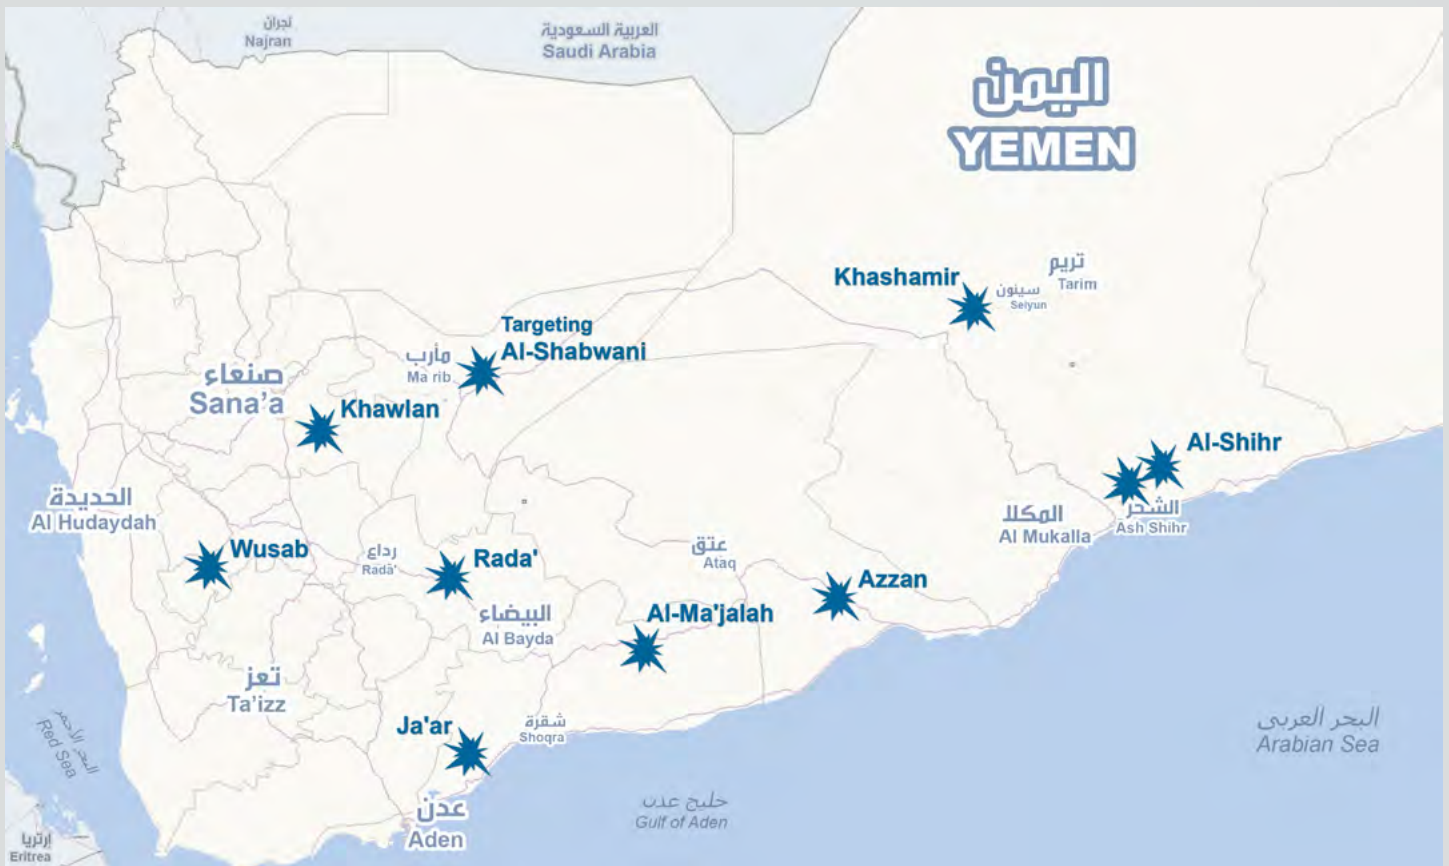 نجران
Najran
العربية السعودية
Saudi Arabia
اليمن
YEMEN
Khashamir
تريم
Tarim
سيئون
Seiyun
Targeting
Al-Shabwani
مأرب
Ma rib
صنعاء
Sana'a
Khawlan
Al-Shihr
الحديدة
Al Hudaydah
المكلا
Al Mukalla
الشحر
Ash Shihr
Wusab
رداع
Radā'
Rada'
عتق
Ataq
Azzan
البيضاء
Al Bayda
Al-Ma'jalah
تعز
Ta'izz
Ja'ar
شقرة
Shoqra
البحر الأحمر
Red Sea
البحر العربي
Arabian Sea
عدن
Aden
خليج عدن
Gulf of Aden
إرتريا
Eritrea